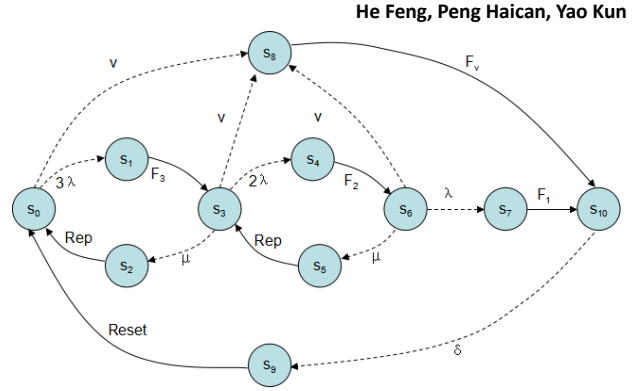 He Feng, Peng Haican, Yao Kun
S8
v
Fv
v
v
S1
S4
3 λ
F3
2 λ
F2
λ
F1
S0
S3
S6
S7
S10
Rep
μ
Rep
μ
S2
S5
Reset
δ
S9